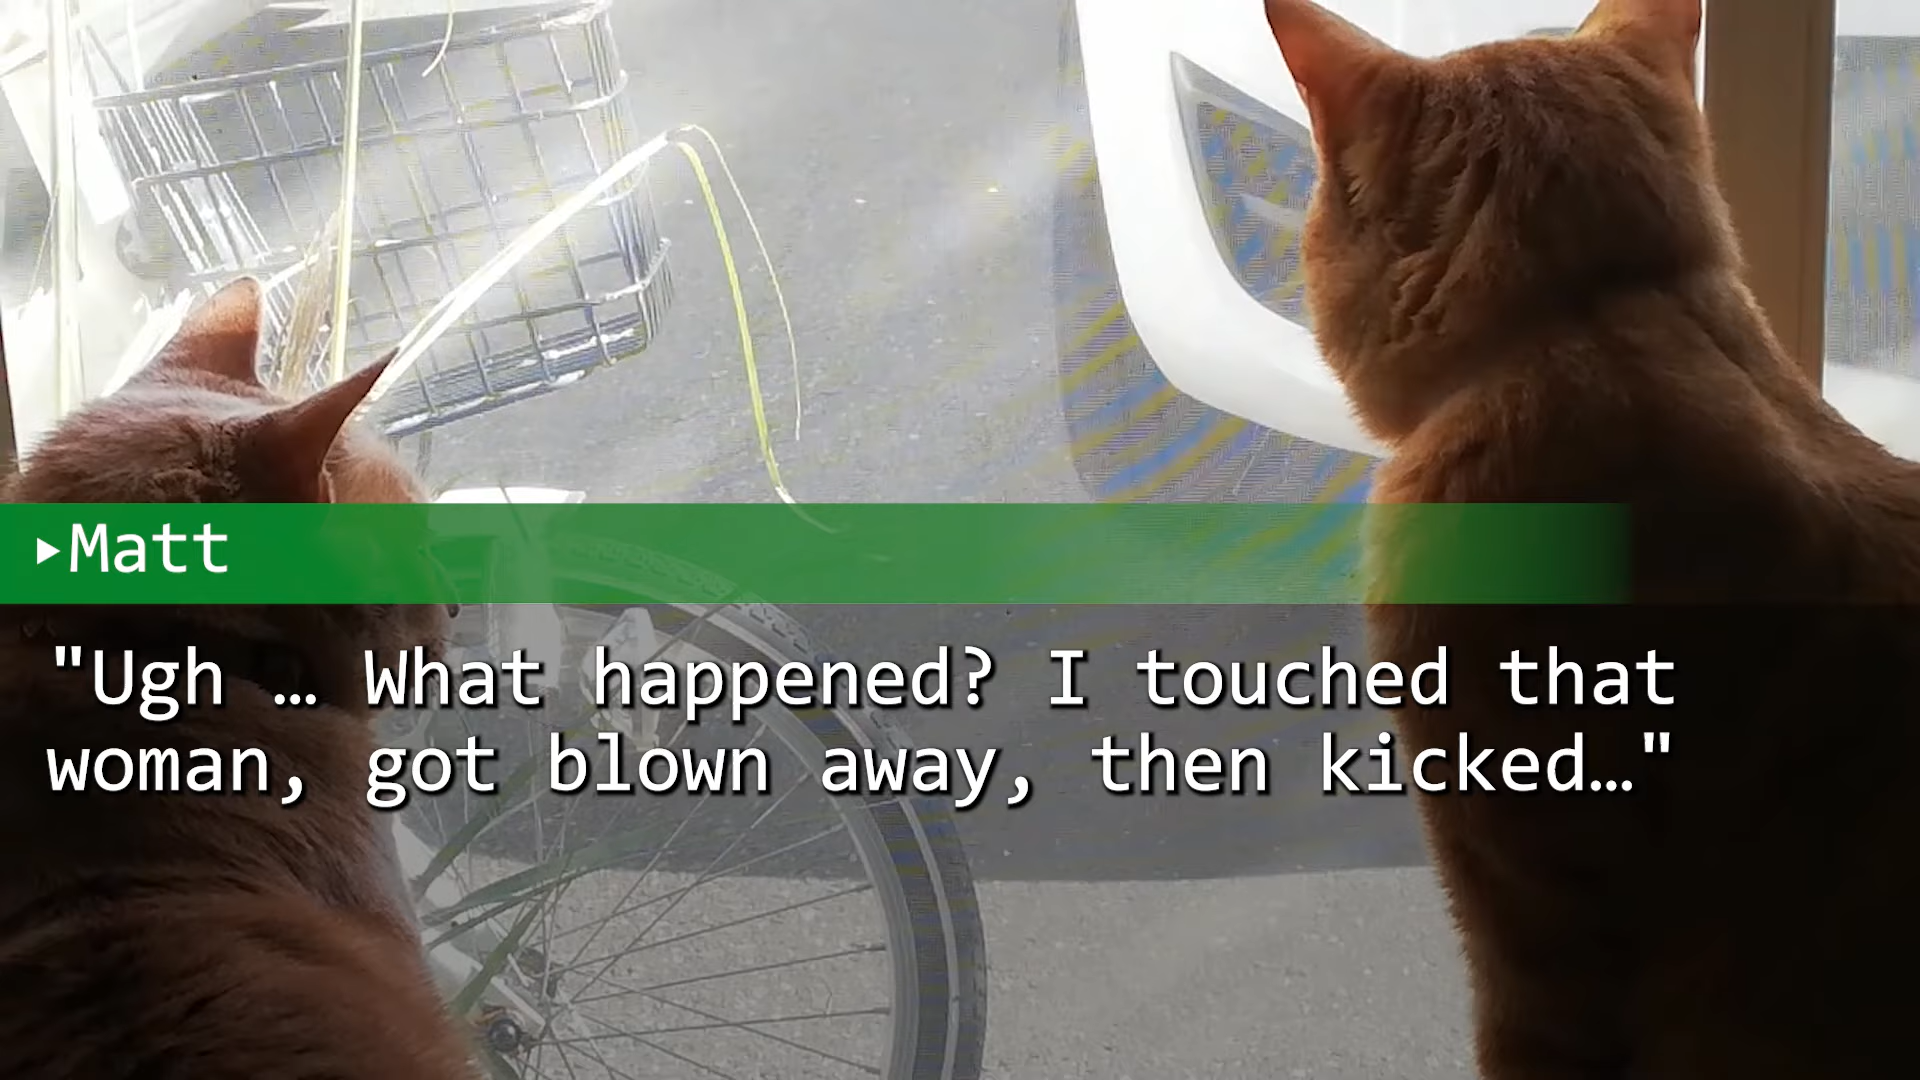 ▶Matt
"Ugh … What happened? I touched that
woman, got blown away, then kicked…"